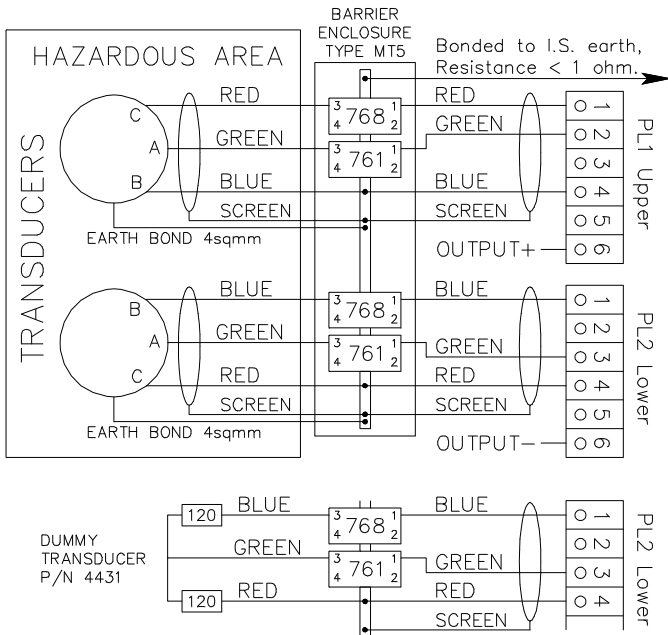 BARRIER
ENCLOSURE
TYPE MT5
Bonded to I.S. earth,
Resistance < 1 ohm.
HAZARDOUS AREA
TRANSDUCERS
C RED 3 4 768 1 2 RED 1
A GREEN 3 4 761 1 2 GREEN 2
3
B BLUE BLUE 4
SCREEN SCREEN 5
EARTH BOND 4sqmm
OUTPUT+ 6
PL1 Upper
B BLUE 3 4 768 1 2 BLUE 1
2
A GREEN 3 4 761 1 2 GREEN 3
C RED RED 4
SCREEN SCREEN 5
EARTH BOND 4sqmm
OUTPUT- 6
PL2 Lower
DUMMY
TRANSDUCER
P/N 4431
120 BLUE 3 4 768 1 2 BLUE 1
2
GREEN 3 4 761 1 2 GREEN 3
120 RED RED 4
SCREEN
PL2 Lower